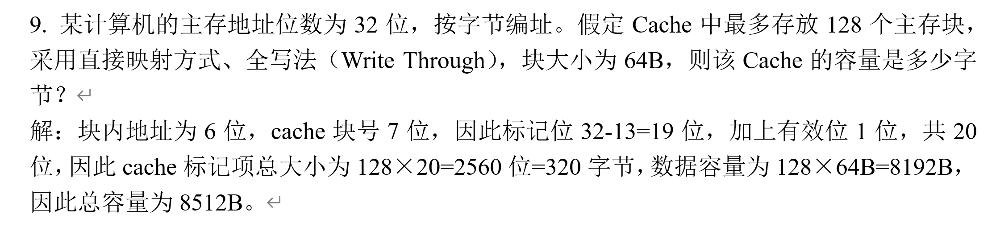 9. 某计算机的主存地址位数为 32 位，按字节编址。假定 Cache 中最多存放 128 个主存块，
采用直接映射方式、全写法（Write Through），块大小为 64B，则该 Cache 的容量是多少字
节？↵
解：块内地址为 6 位，cache 块号 7 位，因此标记位 32-13=19 位，加上有效位 1 位，共 20
位，因此 cache 标记项总大小为 128×20=2560 位=320 字节，数据容量为 128×64B=8192B，
因此总容量为 8512B。↵